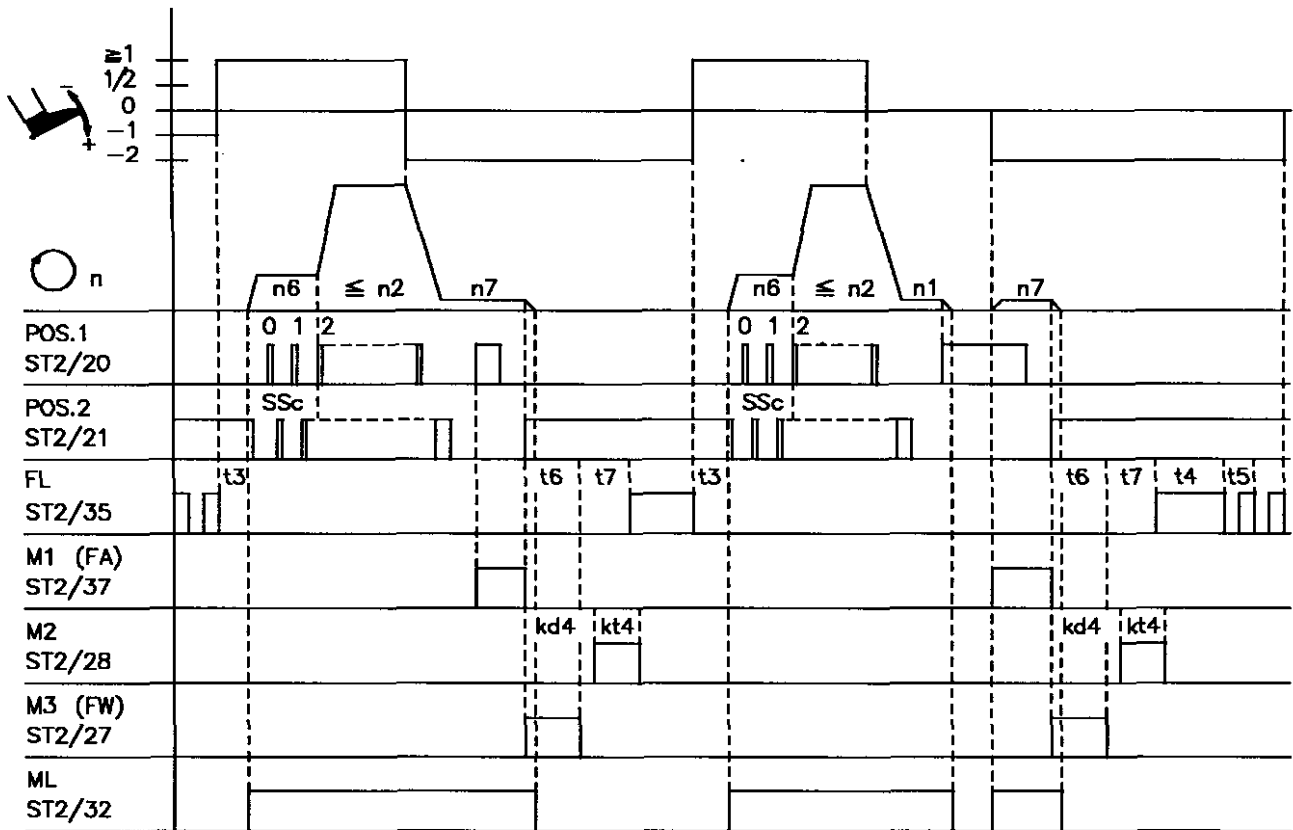 ≧1
1/2
0
−1
−2
−
+
n
n6 ≦ n2 n7 n6 ≦ n2 n1 n7
POS.1
ST2/20
0 1 2 0 1 2
POS.2
ST2/21
SSc SSc
FL
ST2/35
t3 t6 t7 t3 t6 t7 t4 t5
M1 (FA)
ST2/37
M2
ST2/28
kd4 kt4 kd4 kt4
M3 (FW)
ST2/27
ML
ST2/32